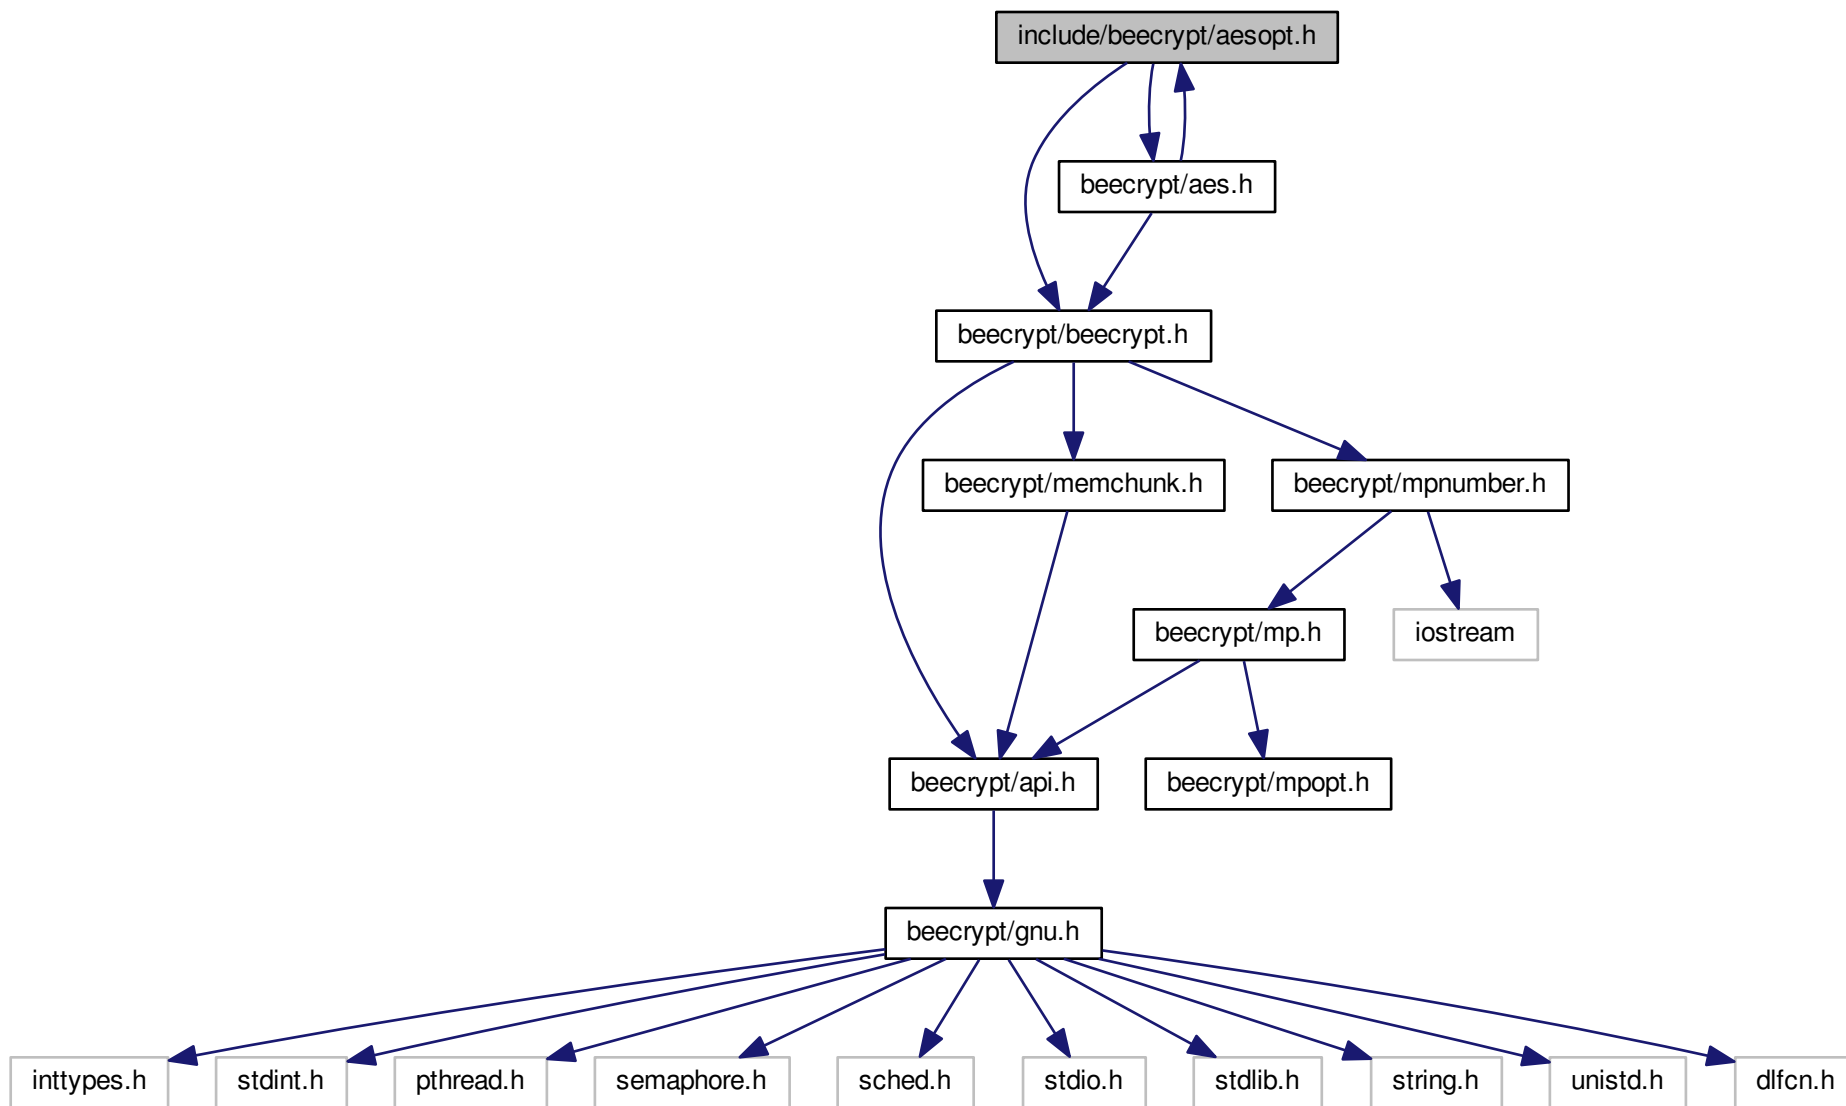 include/beecrypt/aesopt.h
beecrypt/aes.h
beecrypt/beecrypt.h
beecrypt/memchunk.h
beecrypt/mpnumber.h
beecrypt/mp.h
iostream
beecrypt/api.h
beecrypt/mpopt.h
beecrypt/gnu.h
inttypes.h
stdint.h
pthread.h
semaphore.h
sched.h
stdio.h
stdlib.h
string.h
unistd.h
dlfcn.h